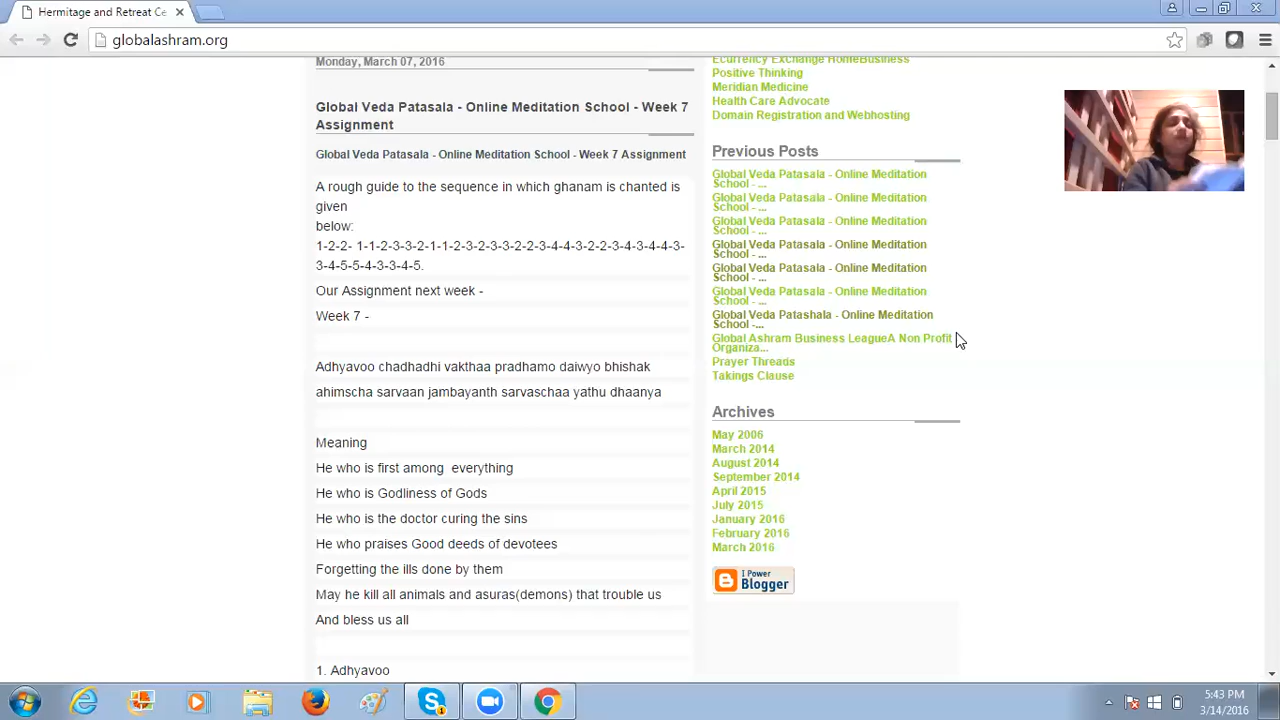 Hermitage and Retreat Ce
globalashram.org
Monday, March 07, 2016
Global Veda Patasala - Online Meditation School - Week 7
Assignment
Global Veda Patasala - Online Meditation School - Week 7 Assignment
A rough guide to the sequence in which ghanam is chanted is
given
below:
1-2-2- 1-1-2-3-3-2-1-1-2-3-2-3-3-2-2-3-4-4-3-2-2-3-4-3-4-4-3-
3-4-5-5-4-3-3-4-5.
Our Assignment next week -
Week 7 -
Adhyavoo chadhadhi vakthaa pradhamo daiwyo bhishak
ahimscha sarvaan jambayanth sarvaschaa yathu dhaanya
Meaning
He who is first among /everything
He who is Godliness of Gods
He who is the doctor curing the sins
He who praises Good deeds of devotees
Forgetting the ills done by them
May he kill all animals and asuras(demons) that trouble us
And bless us all
1. Adhyavoo
Ecurrency Exchange HomeBusiness
Positive Thinking
Meridian Medicine
Health Care Advocate
Domain Registration and Webhosting
Previous Posts
Global Veda Patasala - Online Meditation
School - ...
Global Veda Patasala - Online Meditation
School - ...
Global Veda Patasala - Online Meditation
School - ...
Global Veda Patasala - Online Meditation
School - ...
Global Veda Patasala - Online Meditation
School - ...
Global Veda Patasala - Online Meditation
School - ...
Global Veda Patashala - Online Meditation
School -...
Global Ashram Business LeagueA Non Profit
Organiza...
Prayer Threads
Takings Clause
Archives
May 2006
March 2014
August 2014
September 2014
April 2015
July 2015
January 2016
February 2016
March 2016
I Power
Blogger
5:43 PM
3/14/2016